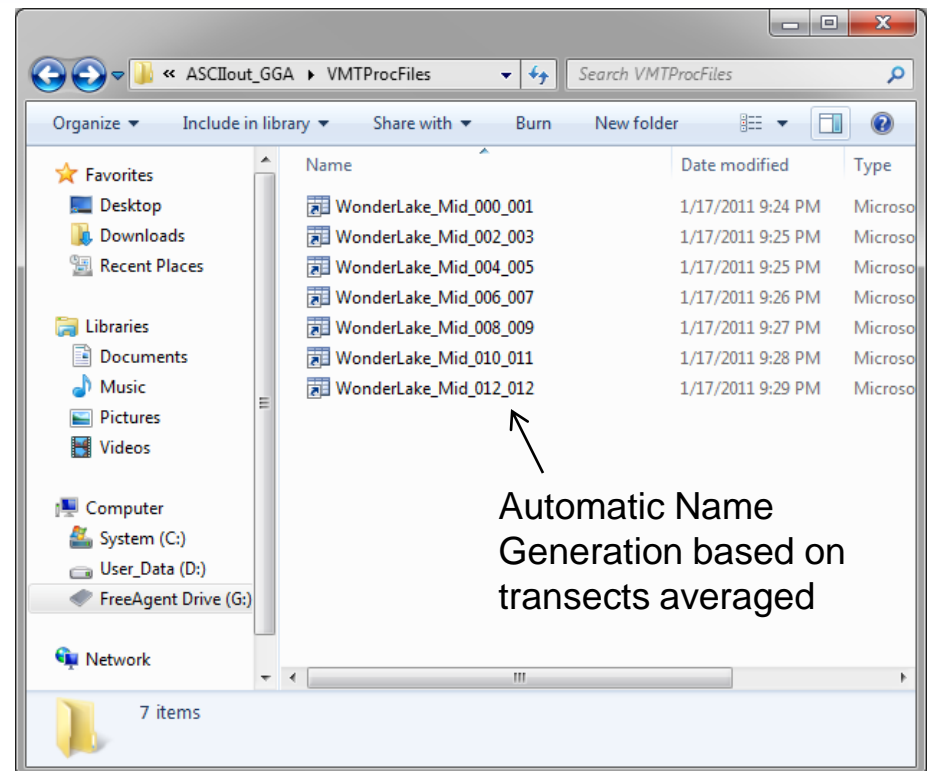 « ASCIIout_GGA ▸ VMTProcFiles
Search VMTProcFiles
Organize Include in library Share with Burn New folder
Favorites
Desktop
Downloads
Recent Places
Libraries
Documents
Music
Pictures
Videos
Computer
System (C:)
User_Data (D:)
FreeAgent Drive (G:)
Network
Name Date modified Type
WonderLake_Mid_000_001 1/17/2011 9:24 PM Microso
WonderLake_Mid_002_003 1/17/2011 9:25 PM Microso
WonderLake_Mid_004_005 1/17/2011 9:25 PM Microso
WonderLake_Mid_006_007 1/17/2011 9:26 PM Microso
WonderLake_Mid_008_009 1/17/2011 9:27 PM Microso
WonderLake_Mid_010_011 1/17/2011 9:28 PM Microso
WonderLake_Mid_012_012 1/17/2011 9:29 PM Microso
Automatic Name
Generation based on
transects averaged
7 items